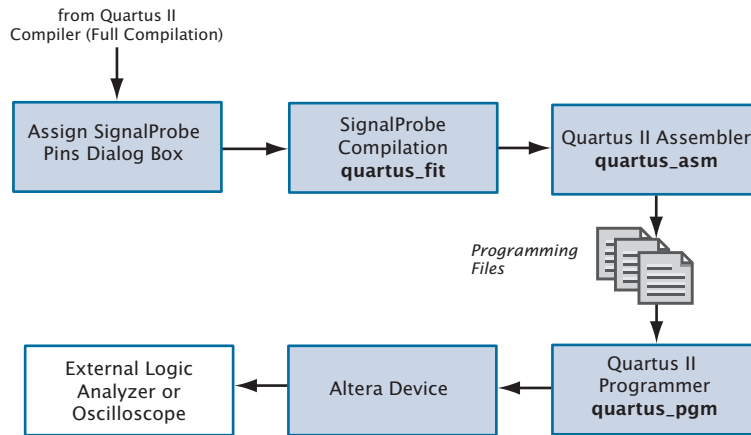 from Quartus II
Compiler (Full Compilation)
Assign SignalProbe
Pins Dialog Box
SignalProbe
Compilation
quartus_fit
Quartus II Assembler
quartus_asm
Programming
Files
External Logic
Analyzer or
Oscilloscope
Altera Device
Quartus II
Programmer
quartus_pgm